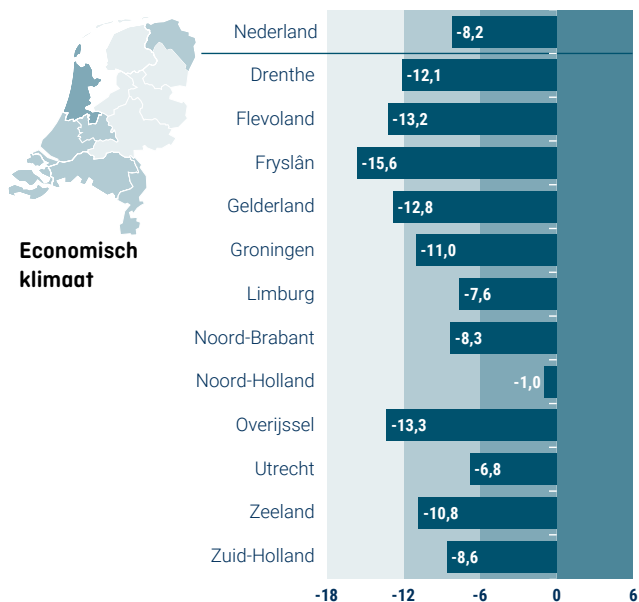 Economisch
klimaat
Nederland -8,2
Drenthe -12,1
Flevoland -13,2
Fryslân -15,6
Gelderland -12,8
Groningen -11,0
Limburg -7,6
Noord-Brabant -8,3
Noord-Holland -1,0
Overijssel -13,3
Utrecht -6,8
Zeeland -10,8
Zuid-Holland -8,6
-18 -12 -6 0 6